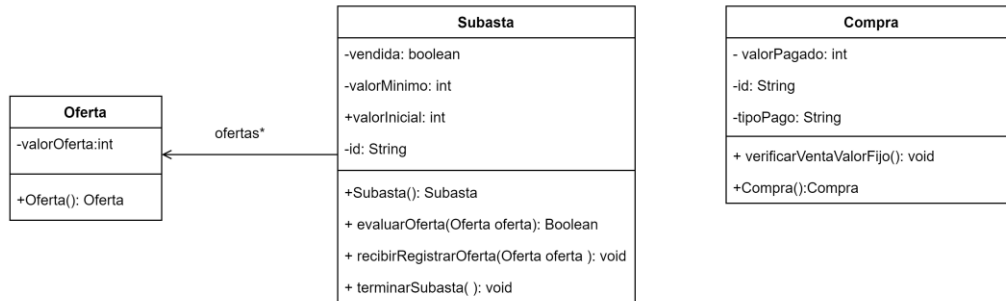 Oferta
-valorOferta:int
+Oferta(): Oferta
ofertas*
Subasta
-vendida: boolean
-valorMinimo: int
+valorInicial: int
-id: String
+Subasta(): Subasta
+ evaluarOferta(Oferta oferta): Boolean
+ recibirRegistrarOferta(Oferta oferta ): void
+ terminarSubasta( ): void
Compra
- valorPagado: int
-id: String
-tipoPago: String
+ verificarVentaValorFijo(): void
+Compra():Compra